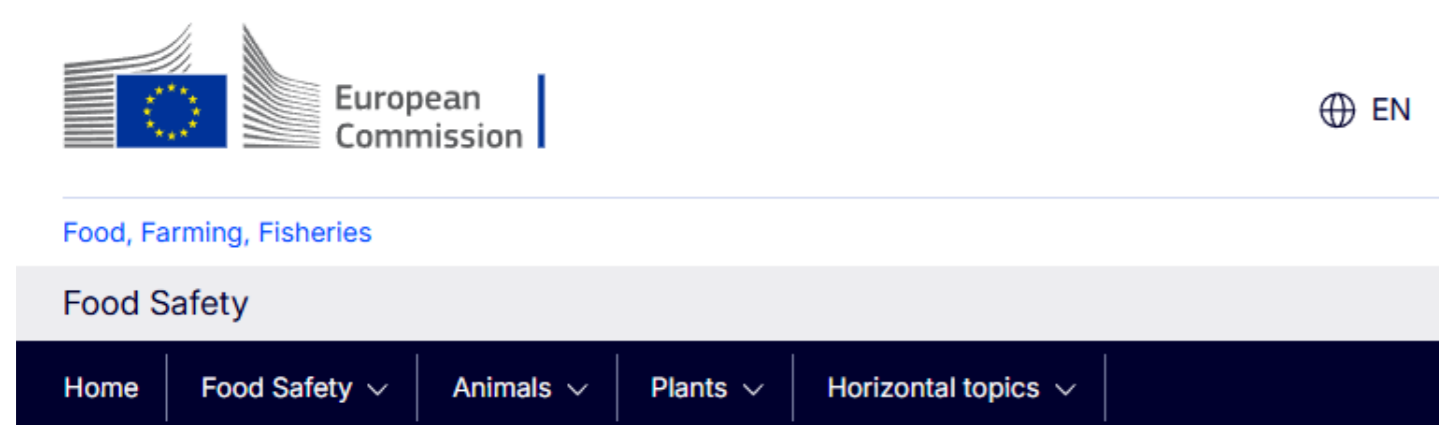 European
Commission
EN
Food, Farming, Fisheries
Food Safety
Home Food Safety Animals Plants Horizontal topics